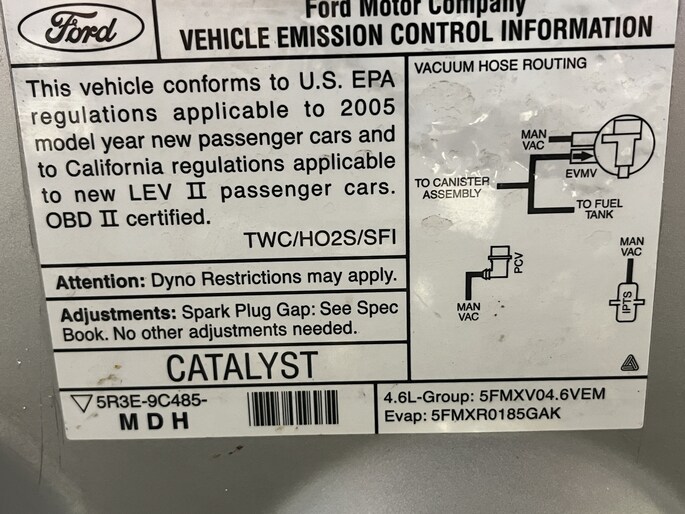 Ford
Ford Motor Company
VEHICLE EMISSION CONTROL INFORMATION
This vehicle conforms to U.S. EPA
regulations applicable to 2005
model year new passenger cars and
to California regulations applicable
to new LEV II passenger cars.
OBD II certified.
TWC/HO2S/SFI
Attention: Dyno Restrictions may apply.
Adjustments: Spark Plug Gap: See Spec
Book. No other adjustments needed.
CATALYST
5R3E-9C485-
MDH
VACUUM HOSE ROUTING
MAN
VAC
EVMV
TO CANISTER
ASSEMBLY
TO FUEL
TANK
PCV
MAN
VAC
MAN
VAC
IPTS
4.6L-Group: 5FMXV04.6VEM
Evap: 5FMXR0185GAK